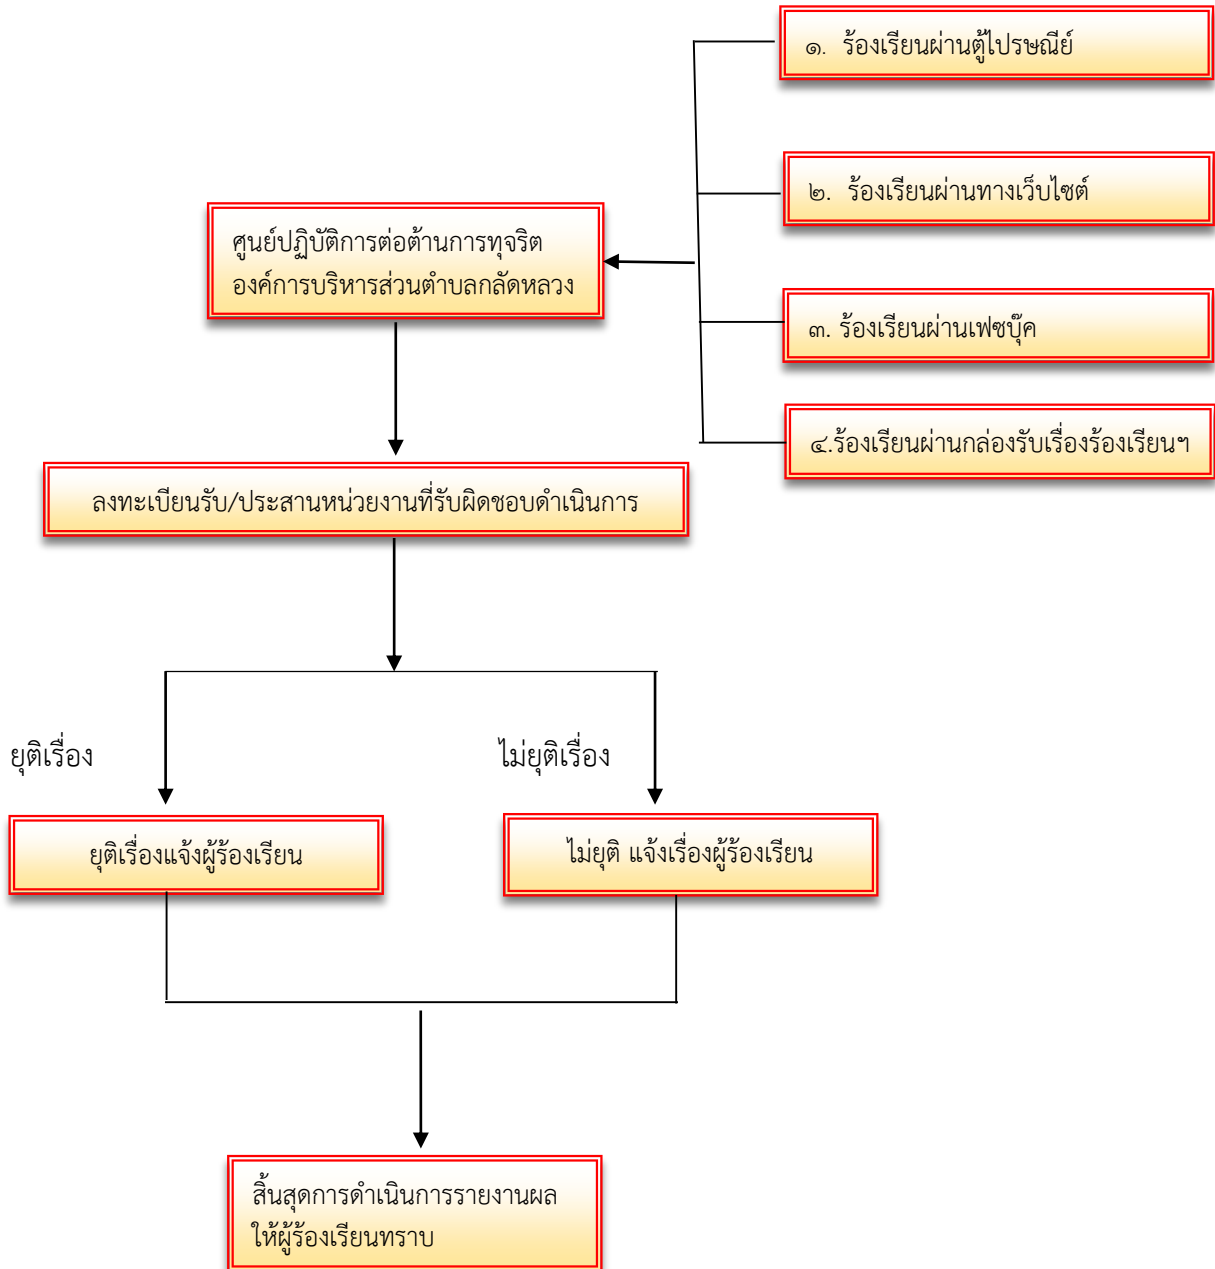 ๑.  ร้องเรียนผ่านตู้ไปรษณีย์
๒.  ร้องเรียนผ่านทางเว็บไซต์
ศูนย์ปฏิบัติการต่อต้านการทุจริต
องค์การบริหารส่วนตำบลกลัดหลวง
๓. ร้องเรียนผ่านเฟซบุ๊ค
๔.ร้องเรียนผ่านกล่องรับเรื่องร้องเรียนฯ
ลงทะเบียนรับ/ประสานหน่วยงานที่รับผิดชอบดำเนินการ
ยุติเรื่อง
ไม่ยุติเรื่อง
ยุติเรื่องแจ้งผู้ร้องเรียน
ไม่ยุติ แจ้งเรื่องผู้ร้องเรียน
สิ้นสุดการดำเนินการรายงานผล
ให้ผู้ร้องเรียนทราบ